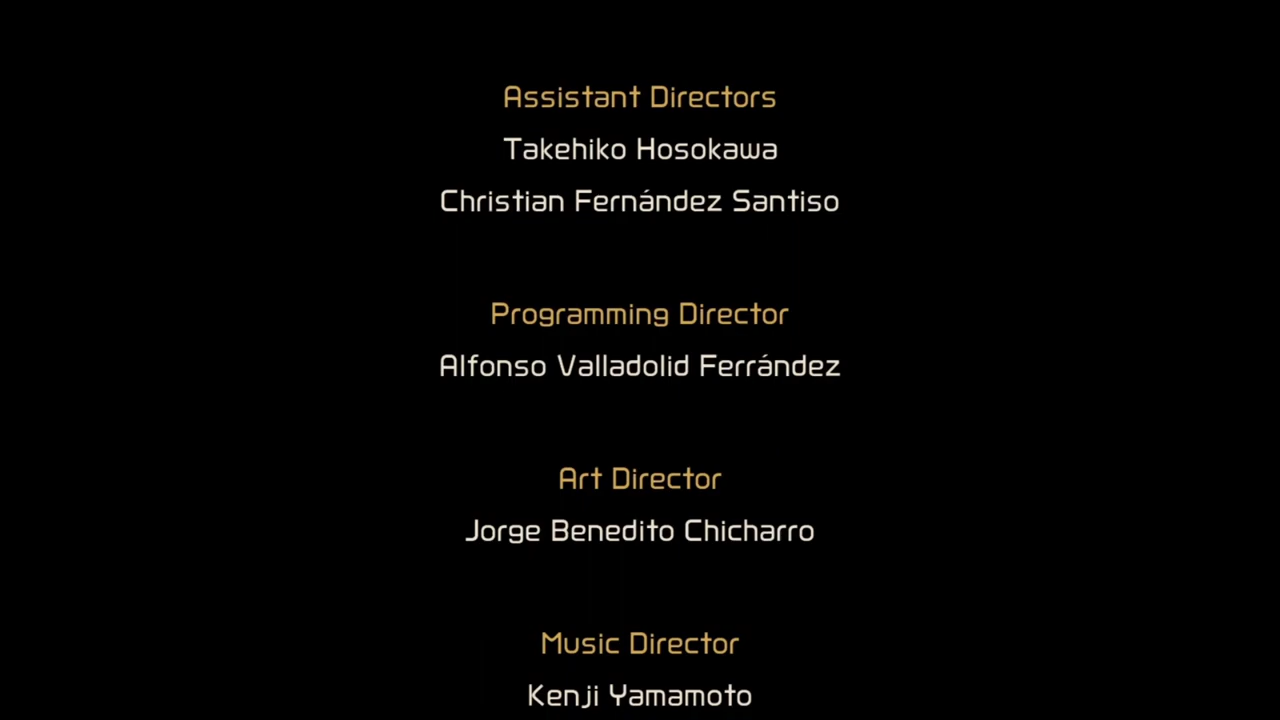 Assistant Directors
Takehiko Hosokawa
Christian Fernández Santiso
Programming Director
Alfonso Valladolid Ferrández
Art Director
Jorge Benedito Chicharro
Music Director
Kenji Yamamoto